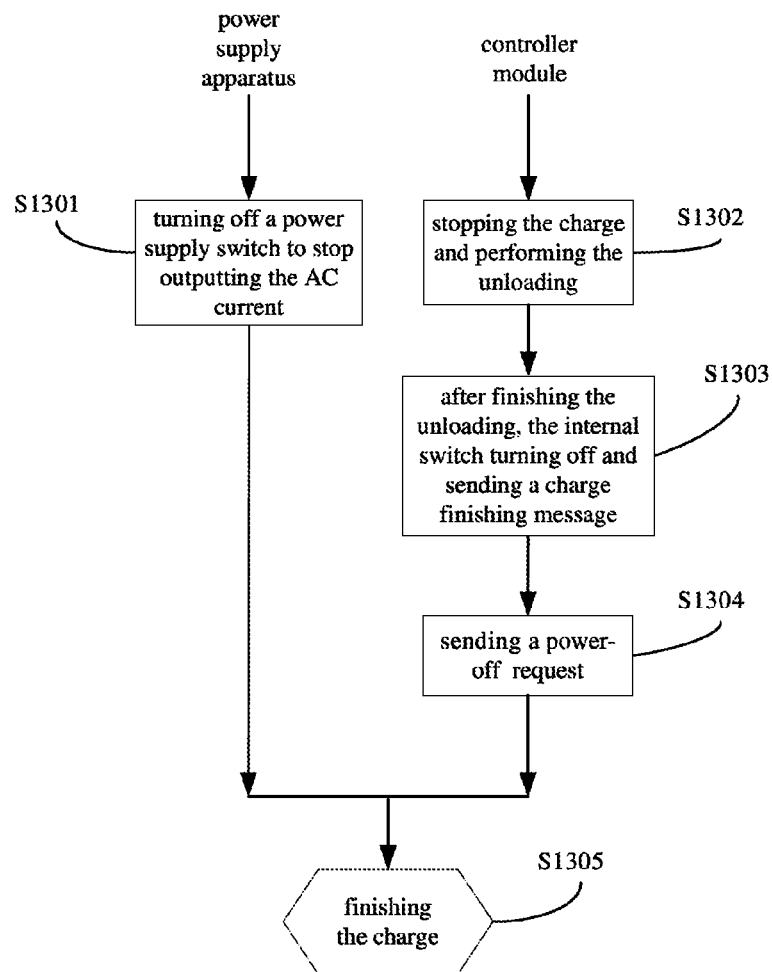 power
supply
apparatus
controller
module
S1301
turning off a power
supply switch to stop
outputting the AC
current
stopping the charge
and performing the
unloading
S1302
after finishing the
unloading, the internal
switch turning off and
sending a charge
finishing message
S1303
sending a power-
off request
S1304
finishing
the charge
S1305